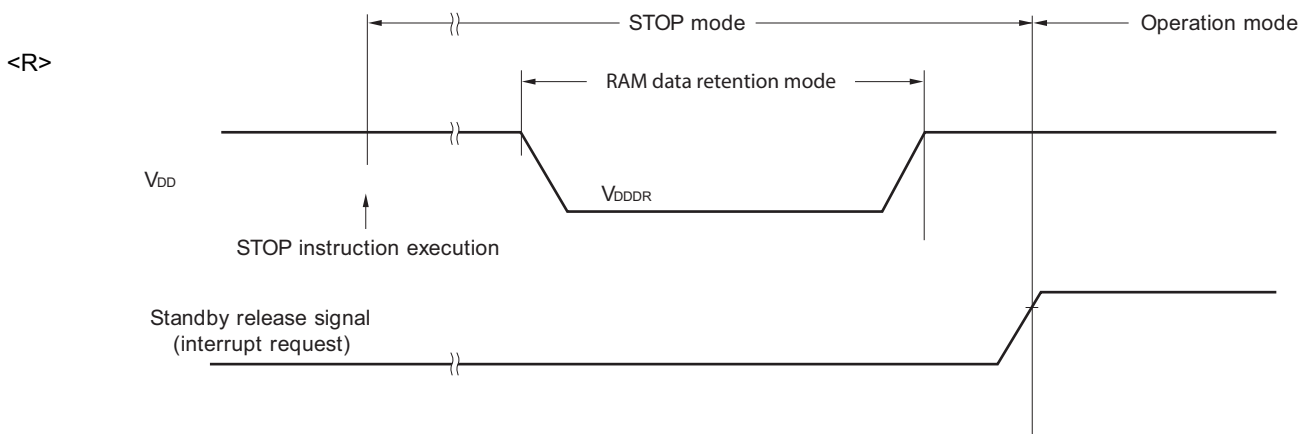 STOP mode
Operation mode
<R>
RAM data retention mode
VDD
VDDDR
STOP instruction execution
Standby release signal
(interrupt request)